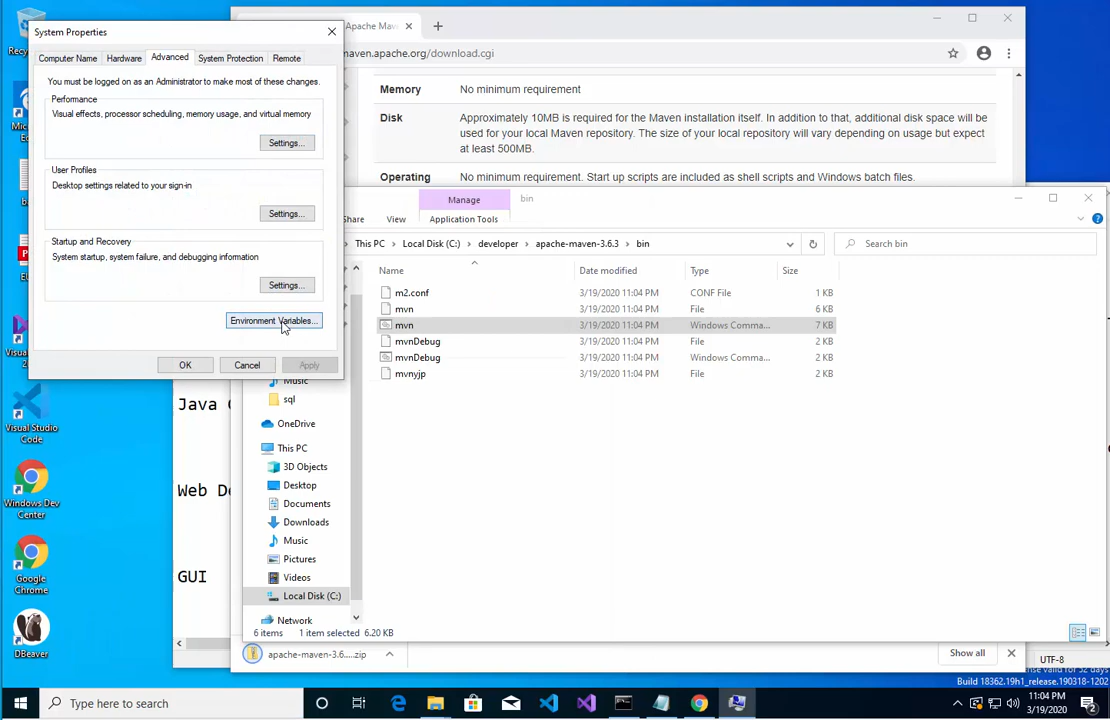 System Properties
Computer Name
Hardware
Advanced
System Protection
Remote
You must be logged on as an Administrator to make most of these changes.
Performance
Visual effects, processor scheduling, memory usage, and virtual memory
Settings...
User Profiles
Desktop settings related to your sign-in
Settings...
Startup and Recovery
System startup, system failure, and debugging information
Settings...
Environment Variables...
OK
Cancel
Apply
Apache Mav
maven.apache.org/download.cgi
Memory
No minimum requirement
Disk
Approximately 10MB is required for the Maven installation itself. In addition to that, additional disk space will be
used for your local Maven repository. The size of your local repository will vary depending on usage but expect
at least 500MB.
Operating
No minimum requirement. Start up scripts are included as shell scripts and Windows batch files.
Manage
bin
Share
View
Application Tools
This PC
Local Disk (C:)
developer
apache-maven-3.6.3
bin
Search bin
Name
Date modified
Type
Size
m2.conf
3/19/2020 11:04 PM
CONF File
1 KB
mvn
3/19/2020 11:04 PM
File
6 KB
mvn
3/19/2020 11:04 PM
Windows Comma...
7 KB
mvnDebug
3/19/2020 11:04 PM
File
2 KB
mvnDebug
3/19/2020 11:04 PM
Windows Comma...
2 KB
mvnyjp
3/19/2020 11:04 PM
File
2 KB
Music
sql
OneDrive
This PC
3D Objects
Desktop
Documents
Downloads
Music
Pictures
Videos
Local Disk (C:)
Network
6 items
1 item selected 6.20 KB
Java
Web De
GUI
apache-maven-3.6....zip
Show all
UTF-8
Build 18362.19h1_release.190318-1202
Visual Studio
Code
Windows Dev
Center
Google
Chrome
DBeaver
Type here to search
11:04 PM
3/19/2020
2